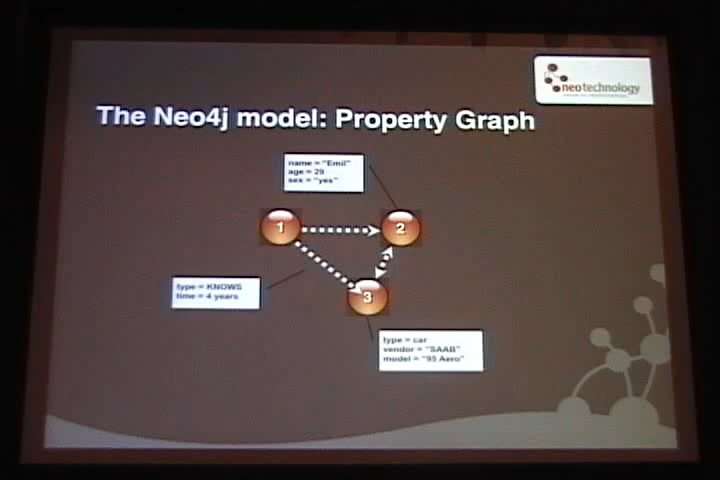 neotechnology
The Neo4j model: Property Graph
name = "Emil"
age = 29
sex = "yes"
1
2
type = KNOWS
time = 4 years
3
type = car
vendor = "SAAB"
model = "95 Aero"